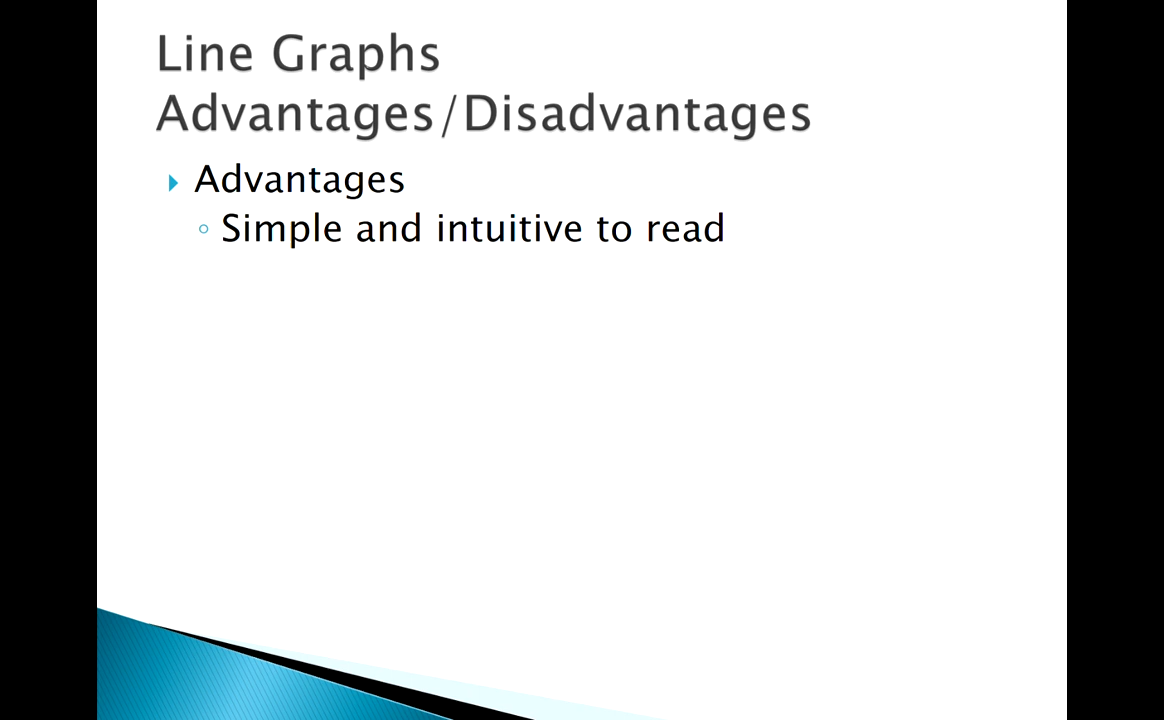 Line Graphs
Advantages/Disadvantages
Advantages
Simple and intuitive to read